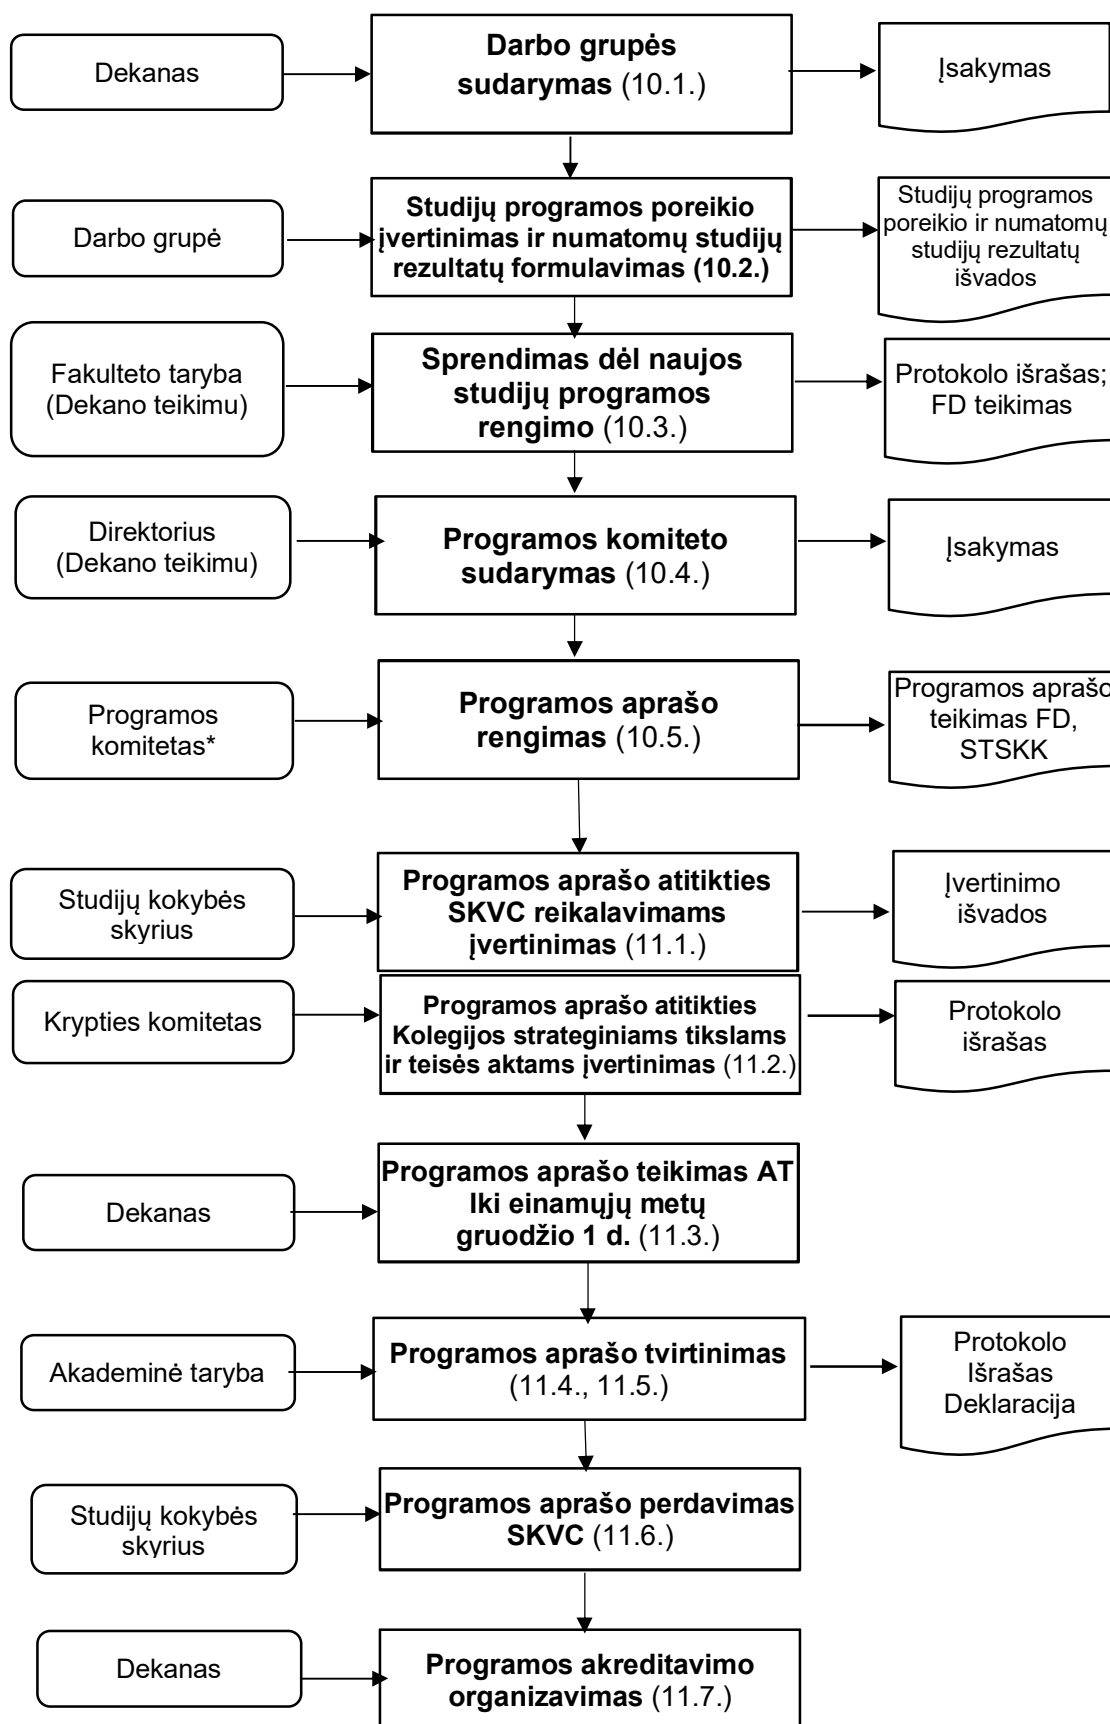 Dekanas
Darbo grupės
sudarymas (10.1.)
Įsakymas
Darbo grupė
Studijų programos poreikio
įvertinimas ir numatomų studijų
rezultatų formulavimas (10.2.)
Studijų programos
poreikio ir numatomų
studijų rezultatų
išvados
Fakulteto taryba
(Dekano teikimu)
Sprendimas dėl naujos
studijų programos
rengimo (10.3.)
Protokolo išrašas;
FD teikimas
Direktorius
(Dekano teikimu)
Programos komiteto
sudarymas (10.4.)
Įsakymas
Programos
komitetas*
Programos aprašo
rengimas (10.5.)
Programos aprašo
teikimas FD,
STSKK
Studijų kokybės
skyrius
Programos aprašo atitikties
SKVC reikalavimams
įvertinimas (11.1.)
Įvertinimo
išvados
Krypties komitetas
Programos aprašo atitikties
Kolegijos strateginiams tikslams
ir teisės aktams įvertinimas (11.2.)
Protokolo
išrašas
Dekanas
Programos aprašo teikimas AT
Iki einamųjų metų
gruodžio 1 d. (11.3.)
Akademinė taryba
Programos aprašo tvirtinimas
(11.4., 11.5.)
Protokolo
Išrašas
Deklaracija
Studijų kokybės
skyrius
Programos aprašo perdavimas
SKVC (11.6.)
Dekanas
Programos akreditavimo
organizavimas (11.7.)